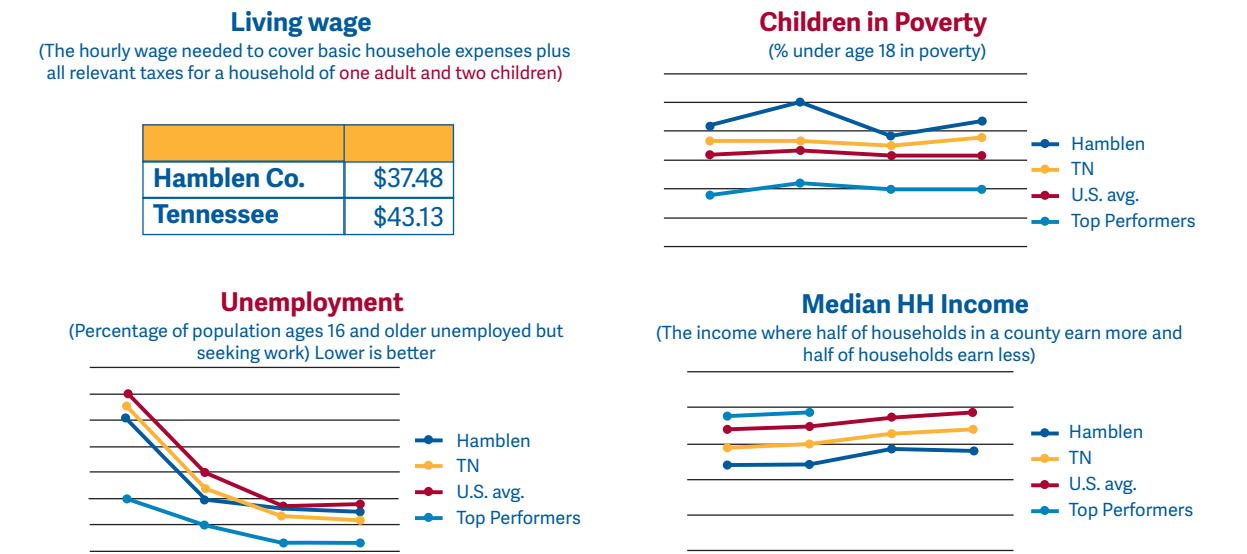 Living wage
(The hourly wage needed to cover basic househole expenses plus
all relevant taxes for a household of one adult and two children)
Hamblen Co. $37.48
Tennessee $43.13
Children in Poverty
(% under age 18 in poverty)
Hamblen
TN
U.S. avg.
Top Performers
Unemployment
(Percentage of population ages 16 and older unemployed but
seeking work) Lower is better
Hamblen
TN
U.S. avg.
Top Performers
Median HH Income
(The income where half of households in a county earn more and
half of households earn less)
Hamblen
TN
U.S. avg.
Top Performers